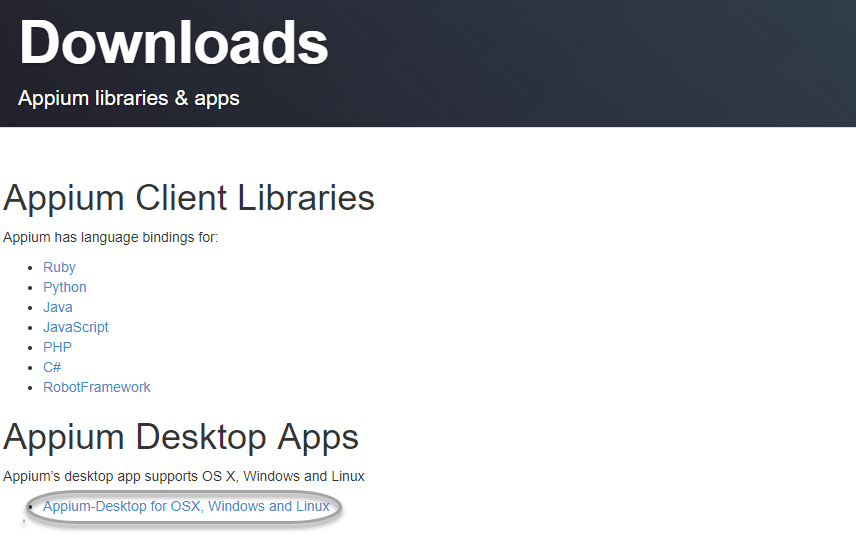 Downloads
Appium libraries & apps
Appium Client Libraries
Appium has language bindings for:
Ruby
Python
Java
JavaScript
PHP
C#
RobotFramework
Appium Desktop Apps
Appium's desktop app supports OS X, Windows and Linux
Appium-Desktop for OSX, Windows and Linux